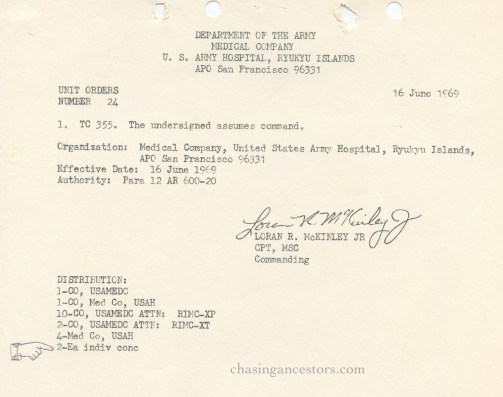 DEPARTMENT OF THE ARMY
MEDICAL COMPANY
U. S. ARMY HOSPITAL, RYUKYU ISLANDS
APO San Francisco 96331
UNIT ORDERS
NUMBER 24
16 June 1969
1. TC 355. The undersigned assumes command.
Organization: Medical Company, United States Army Hospital, Ryukyu Islands,
APO San Francisco 96331
Effective Date: 16 June 1969
Authority: Para 12 AR 600-20
Loran R. McKinley Jr
LORAN R. McKINLEY JR
CPT, MSC
Commanding
DISTRIBUTION:
1-CO, USAMEDC
1-CO, Med Co, USAH
10-CO, USAMEDC ATTN: RIMC-XP
2-CO, USAMEDC ATTN: RIMC-XT
4-Med Co, USAH
2-Ea indiv conc
chasingancestors.com